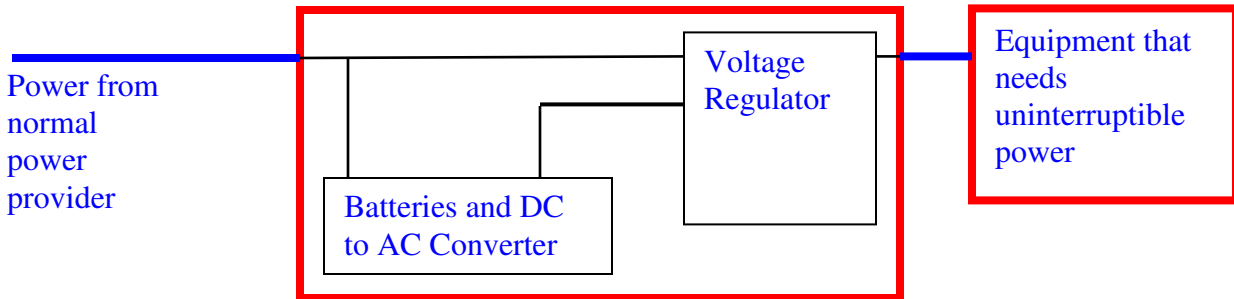 Power from
normal
power
provider
Batteries and DC
to AC Converter
Voltage
Regulator
Equipment that
needs
uninterruptible
power